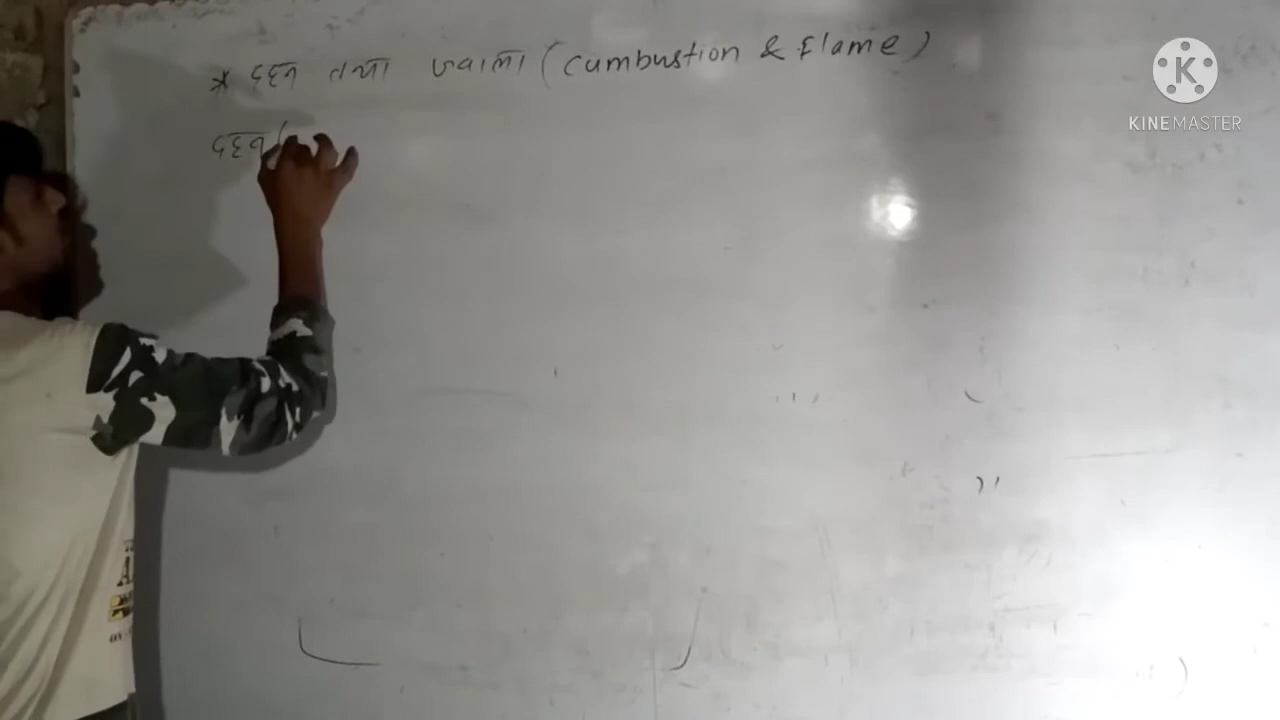 * दहन तथा ज्वाला (Cumbustion & flame)
दहन (
K
KINEMASTER